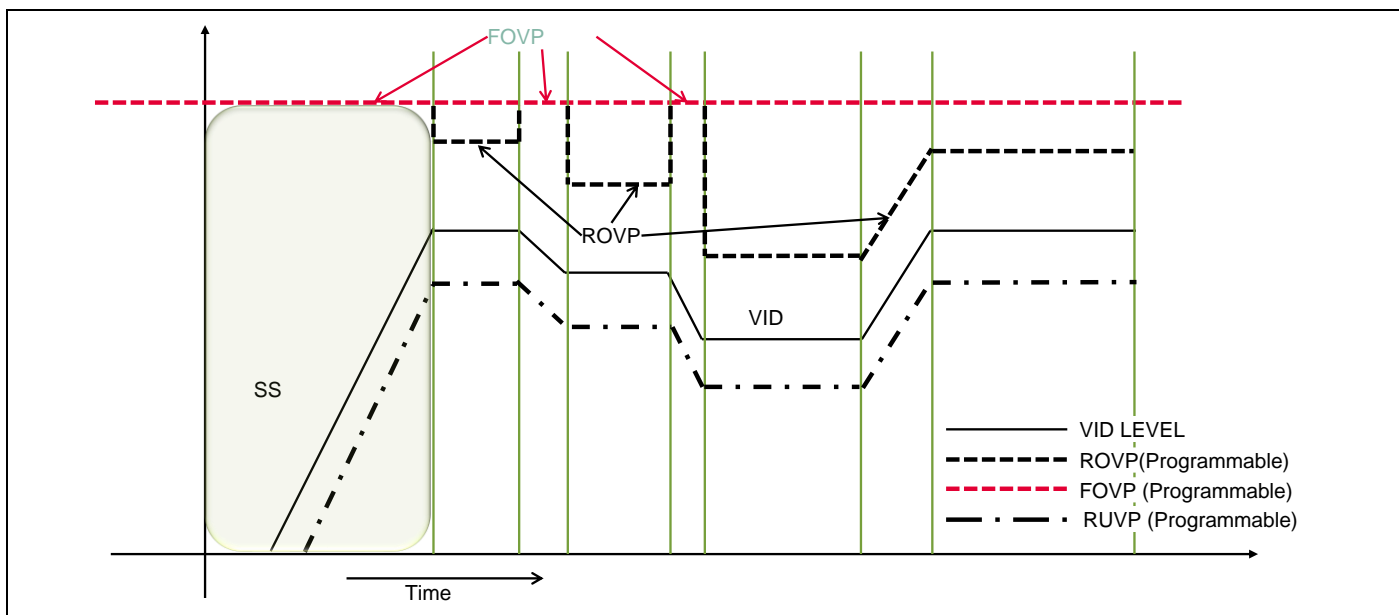 FOVP
ROVP
VID
SS
VID LEVEL
ROVP(Programmable)
FOVP (Programmable)
RUVP (Programmable)
Time